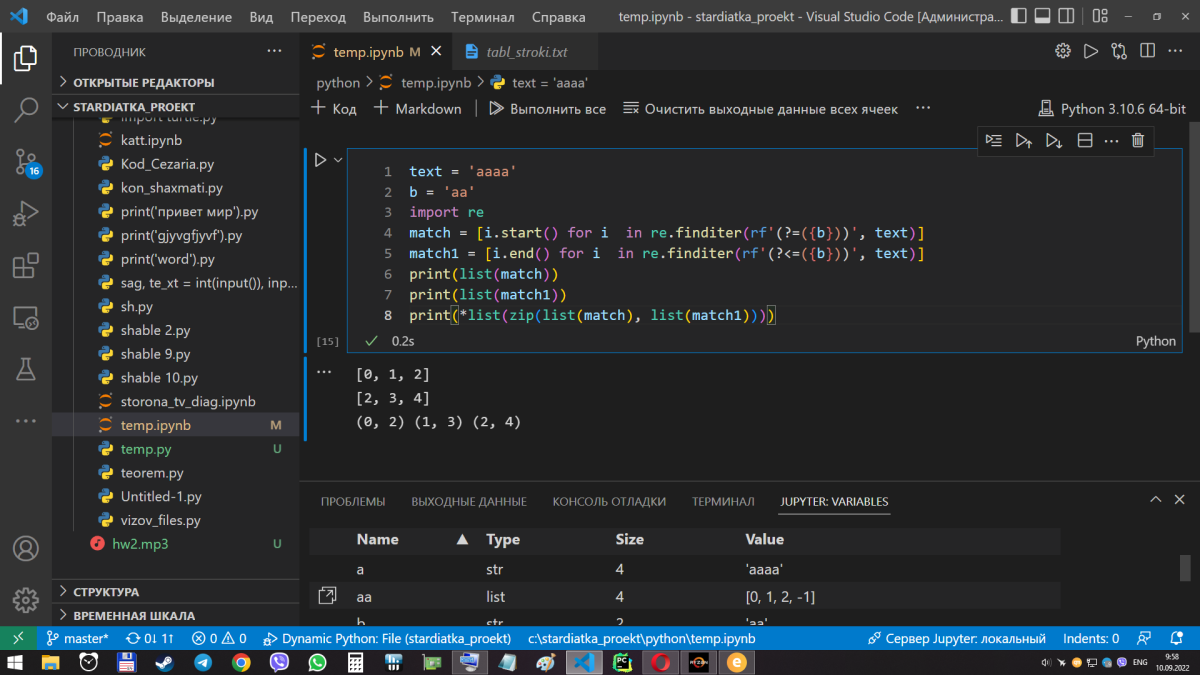 Файл Правка Выделение Вид Переход Выполнить Терминал Справка temp.ipynb - stardiatka_proekt - Visual Studio Code [Администра...
ПРОВОДНИК
ОТКРЫТЫЕ РЕДАКТОРЫ
STARDIATKA_PROEKT
import turtle.py
katt.ipynb
Kod_Cezaria.py
kon_shaxmati.py
print('привет мир').py
print('gjyvgfjyvf').py
print('word').py
sag, te_xt = int(input()), inp...
sh.py
shable 2.py
shable 9.py
shable 10.py
storona_tv_diag.ipynb
temp.ipynb M
temp.py U
teorem.py
Untitled-1.py
vizov_files.py
hw2.mp3 U
СТРУКТУРА
ВРЕМЕННАЯ ШКАЛА
16
temp.ipynb M tabl_stroki.txt
python > temp.ipynb > text = 'aaaa'
Код Markdown Выполнить все Очистить выходные данные всех ячеек Python 3.10.6 64-bit
1 text = 'aaaa'
2 b = 'aa'
3 import re
4 match = [i.start() for i  in re.finditer(rf'(?=({b}))', text)]
5 match1 = [i.end() for i  in re.finditer(rf'(?<=({b}))', text)]
6 print(list(match))
7 print(list(match1))
8 print(*list(zip(list(match), list(match1))))
[15] 0.2s Python
[0, 1, 2]
[2, 3, 4]
(0, 2) (1, 3) (2, 4)
ПРОБЛЕМЫ ВЫХОДНЫЕ ДАННЫЕ КОНСОЛЬ ОТЛАДКИ ТЕРМИНАЛ JUPYTER: VARIABLES
Name Type Size Value
a str 4 'aaaa'
aa list 4 [0, 1, 2, -1]
b str 2 'aa'
master* 0↓ 1↑ 0 0 Dynamic Python: File (stardiatka_proekt) c:\stardiatka_proekt\python\temp.ipynb Сервер Jupyter: локальный Indents: 0
ENG 9:58
10.09.2022